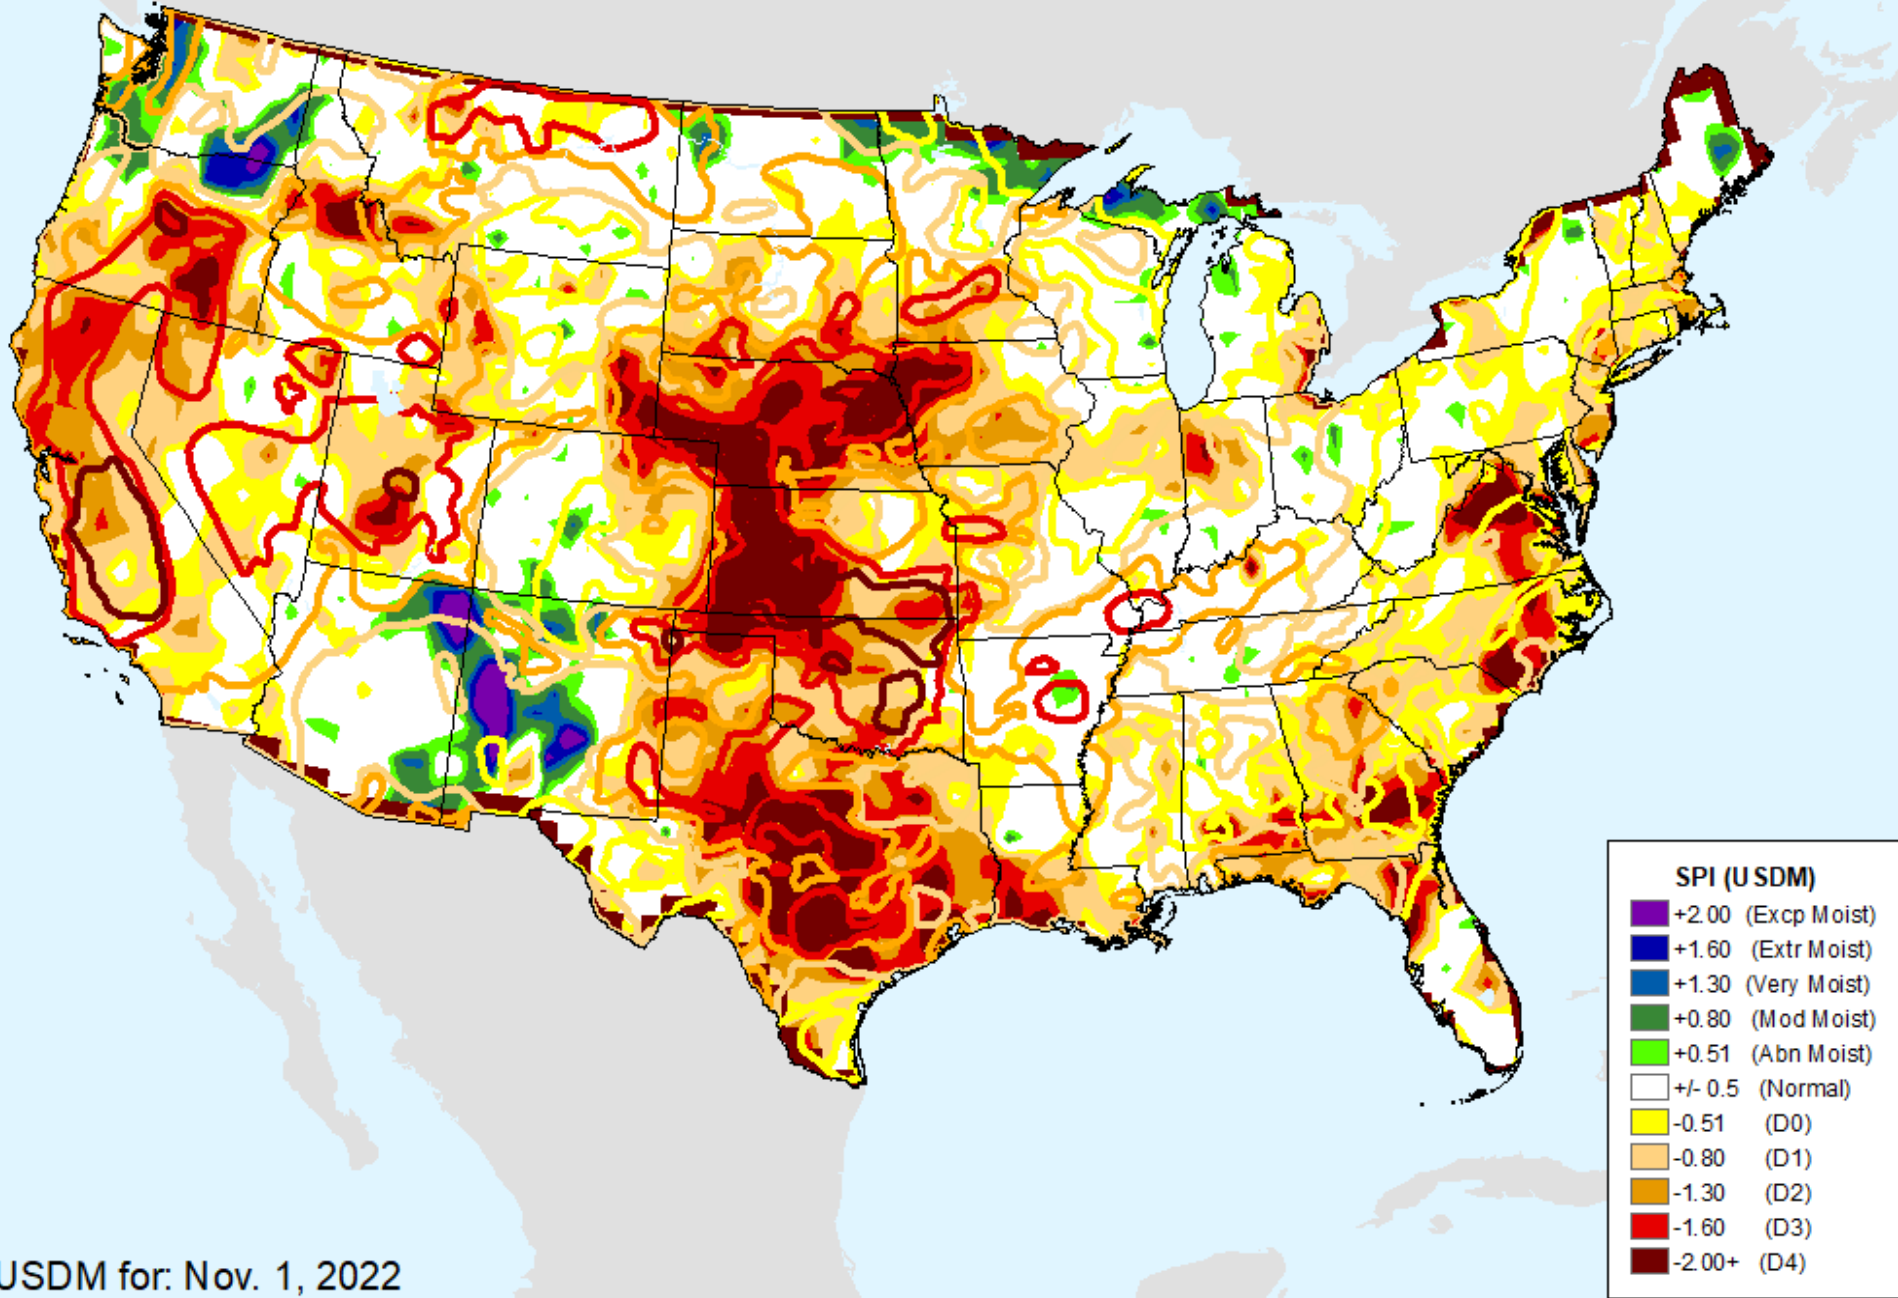 SPI (USDM)
+2.00 (Excp Moist)
+1.60 (Extr Moist)
+1.30 (Very Moist)
+0.80 (Mod Moist)
+0.51 (Abn Moist)
+/- 0.5 (Normal)
-0.51 (D0)
-0.80 (D1)
-1.30 (D2)
-1.60 (D3)
-2.00+ (D4)
USDM for: Nov. 1, 2022